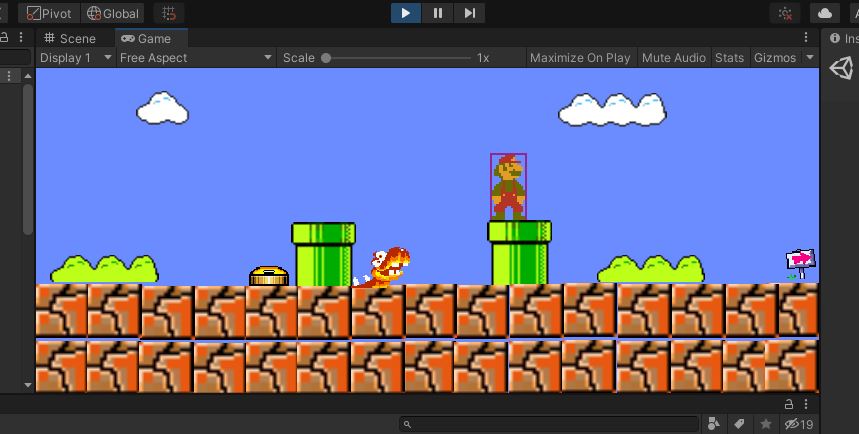 Pivot Global
Scene Game
Display 1 Free Aspect Scale 1x Maximize On Play Mute Audio Stats Gizmos
Ins
19